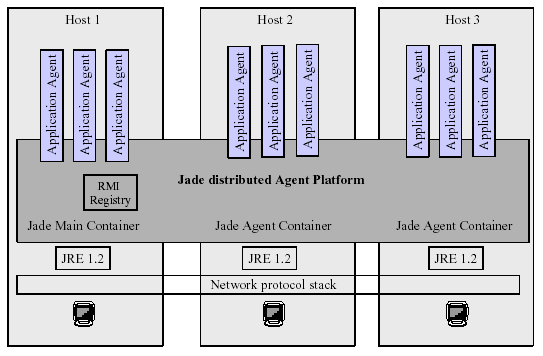 Host 1
Host 2
Host 3
Application Agent
Application Agent
Application Agent
Application Agent
Application Agent
Application Agent
Application Agent
Application Agent
Application Agent
Jade distributed Agent Platform
RMI
Registry
Jade Main Container
Jade Agent Container
Jade Agent Container
JRE 1.2
JRE 1.2
JRE 1.2
Network protocol stack